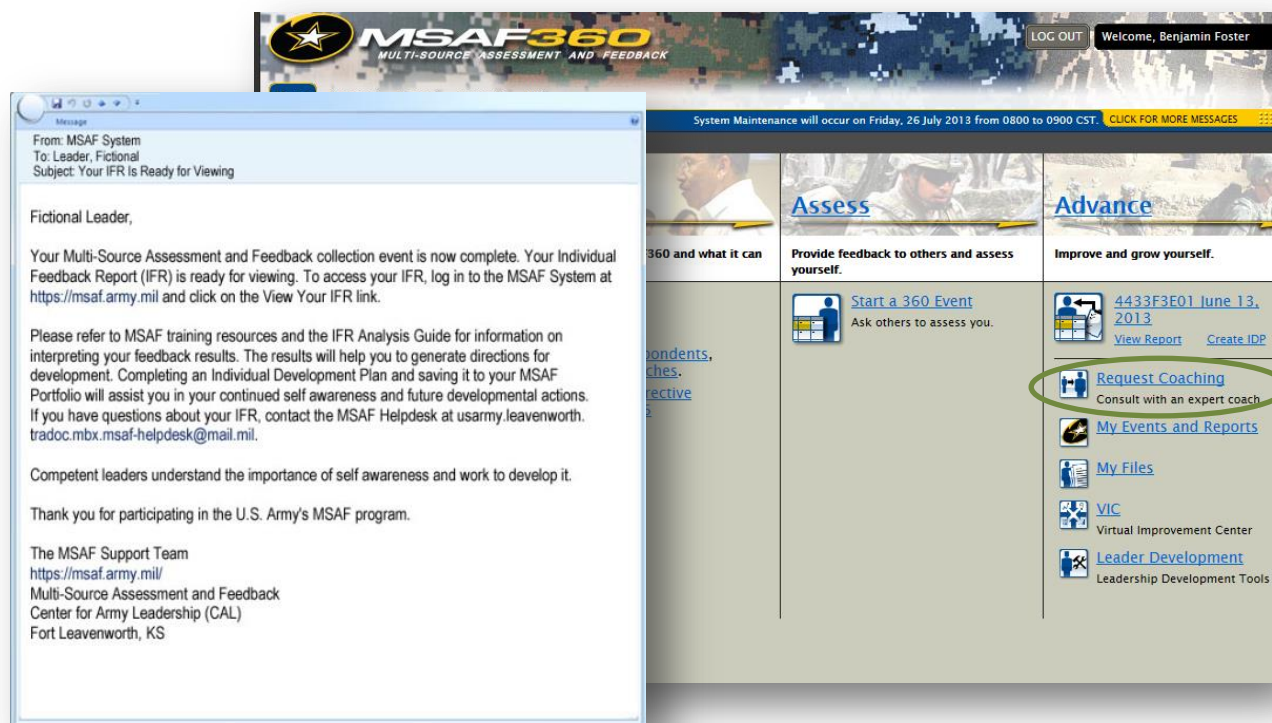 MSAF360
MULTI-SOURCE ASSESSMENT AND FEEDBACK
LOG OUT
Welcome, Benjamin Foster
System Maintenance will occur on Friday, 26 July 2013 from 0800 to 0900 CST.
CLICK FOR MORE MESSAGES
Message
From: MSAF System
To: Leader, Fictional
Subject: Your IFR Is Ready for Viewing
Fictional Leader,
Your Multi-Source Assessment and Feedback collection event is now complete. Your Individual
Feedback Report (IFR) is ready for viewing. To access your IFR, log in to the MSAF System at
https://msaf.army.mil and click on the View Your IFR link.
Please refer to MSAF training resources and the IFR Analysis Guide for information on
interpreting your feedback results. The results will help you to generate directions for
development. Completing an Individual Development Plan and saving it to your MSAF
Portfolio will assist you in your continued self awareness and future developmental actions.
If you have questions about your IFR, contact the MSAF Helpdesk at usarmy.leavenworth.
tradoc.mbx.msaf-helpdesk@mail.mil.
Competent leaders understand the importance of self awareness and work to develop it.
Thank you for participating in the U.S. Army's MSAF program.
The MSAF Support Team
https://msaf.army.mil/
Multi-Source Assessment and Feedback
Center for Army Leadership (CAL)
Fort Leavenworth, KS
360 and what it can
Assess
Provide feedback to others and assess
yourself.
Start a 360 Event
Ask others to assess you.
Advance
Improve and grow yourself.
4433F3E01 June 13,
2013
View Report Create IDP
Request Coaching
Consult with an expert coach
My Events and Reports
My Files
VIC
Virtual Improvement Center
Leader Development
Leadership Development Tools